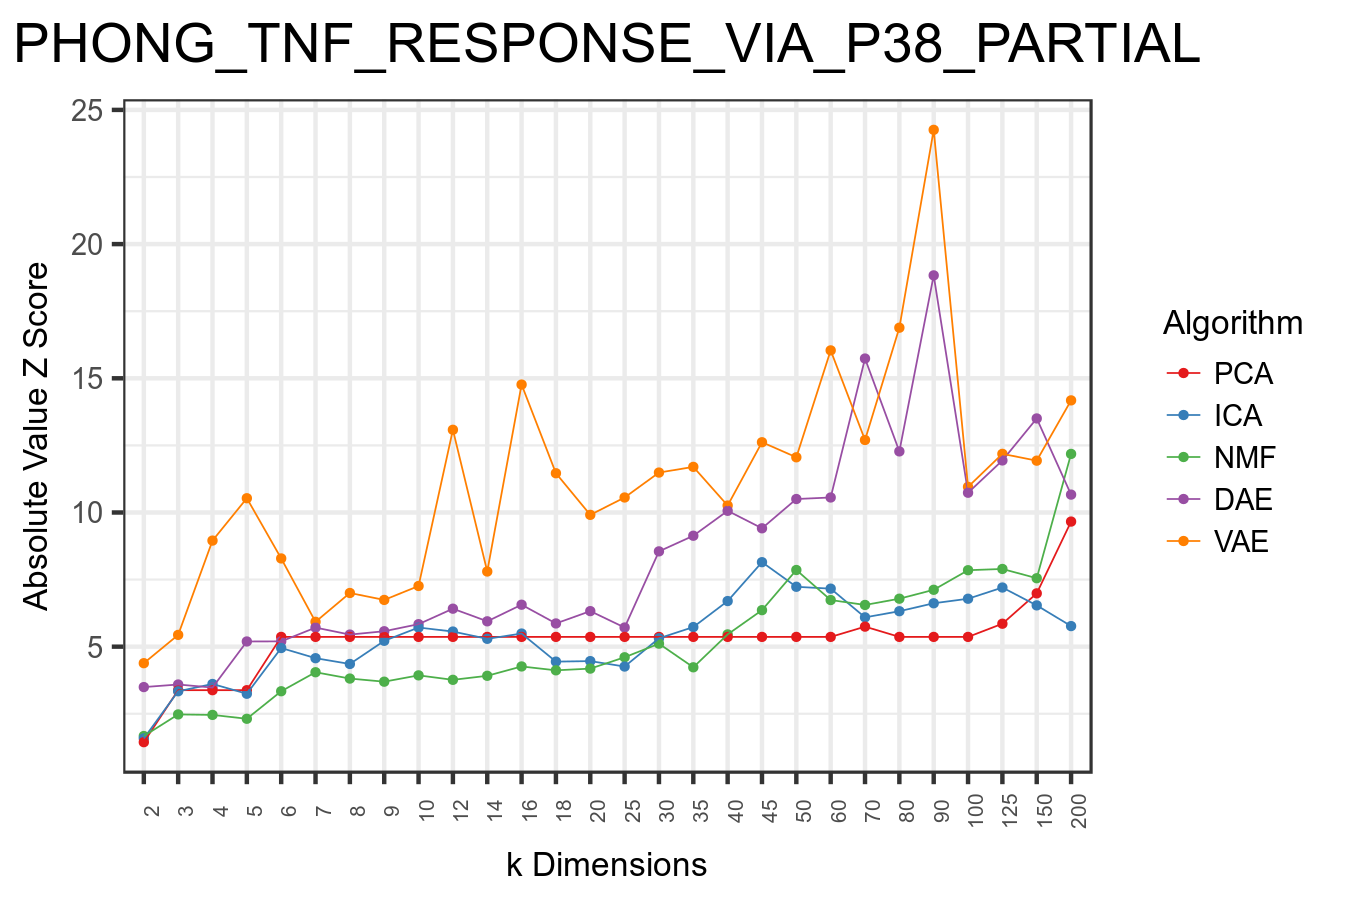 PHONG_TNF_RESPONSE_VIA_P38_PARTIAL
25
20
15
10
5
Absolute Value Z Score
2 3 4 5 6 7 8 9 10 12 14 16 18 20 25 30 35 40 45 50 60 70 80 90 100 125 150 200
k Dimensions
Algorithm
PCA
ICA
NMF
DAE
VAE